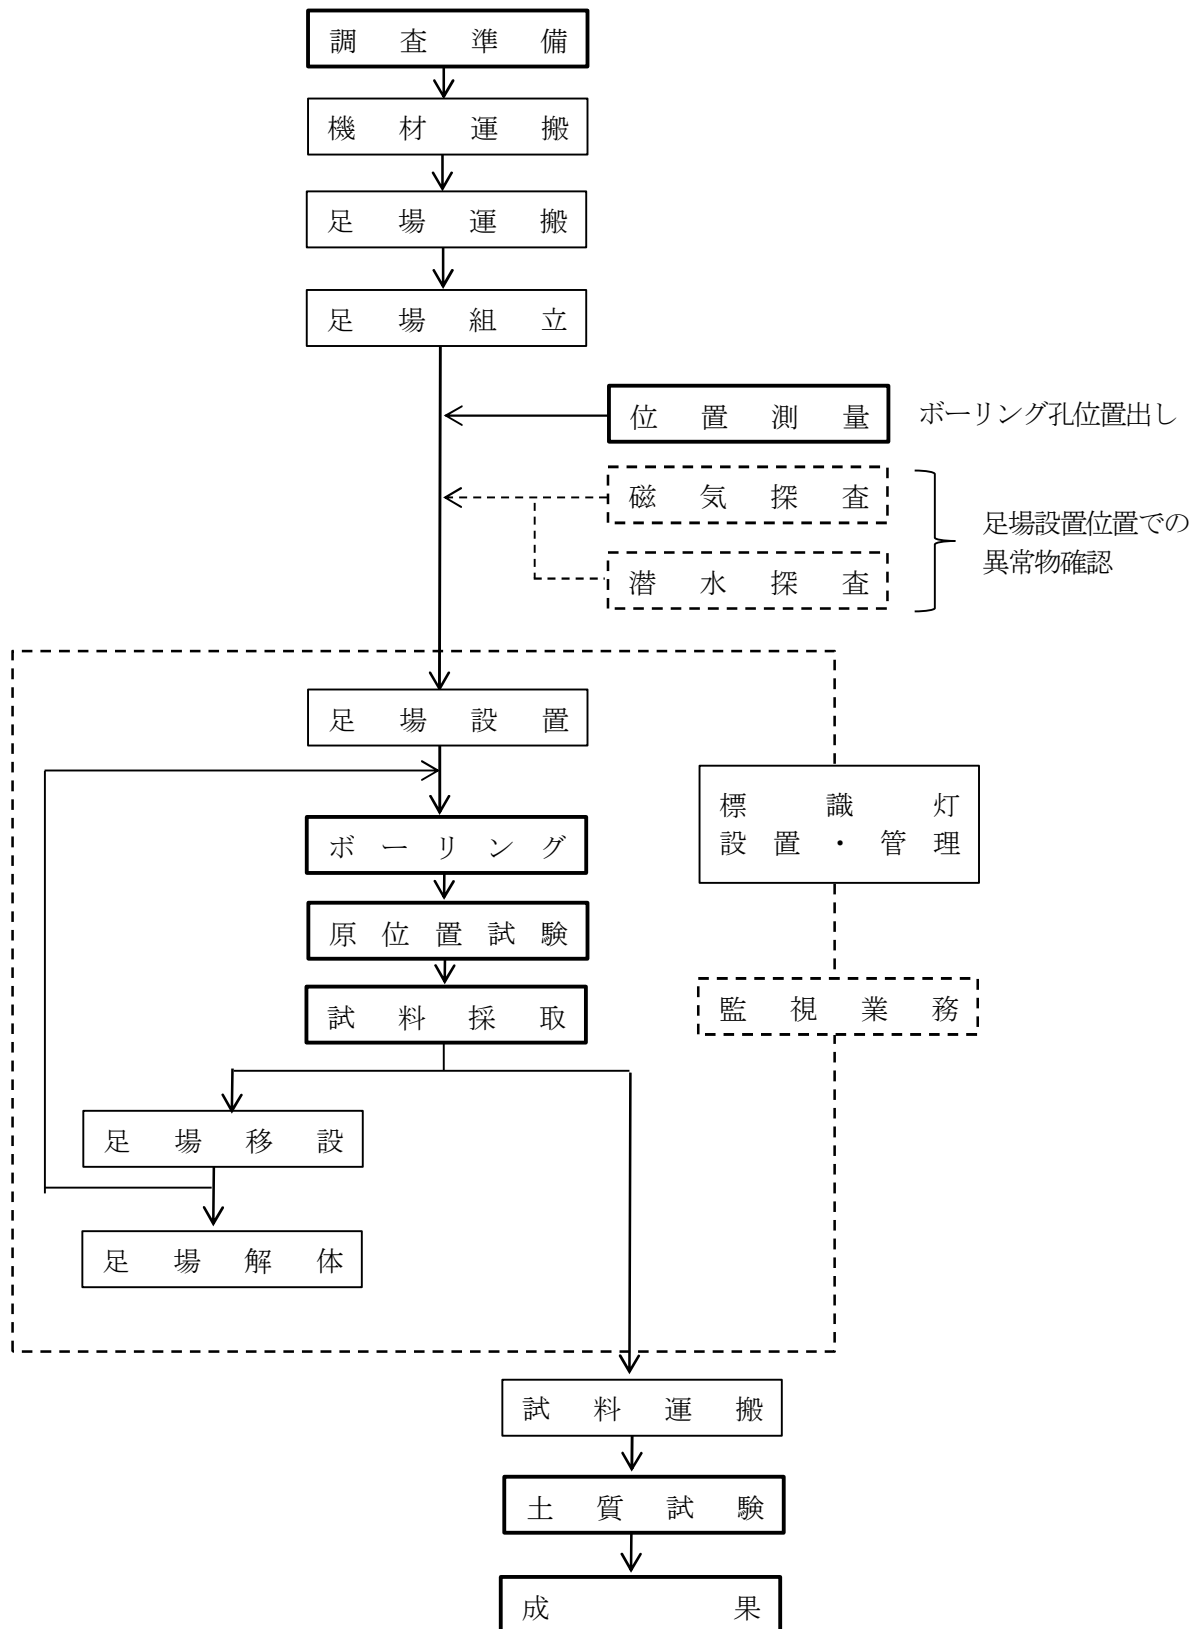 調査準備
機材運搬
足場運搬
足場組立
位置測量
ボーリング孔位置出し
磁気探査
潜水探査
足場設置位置での
異常物確認
足場設置
標識灯
設置・管理
ボーリング
原位置試験
試料採取
監視業務
足場移設
足場解体
試料運搬
土質試験
成果